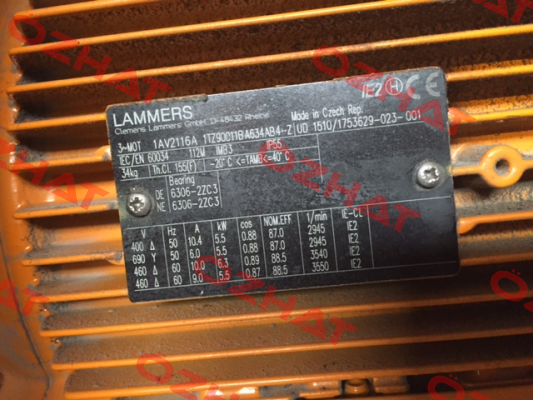 LAMMERS
Clemens Lammers GmbH, D-48432 Rheine
IE2 H CE
Made in Czech Rep.
3-MOT 1AV2116A 1TZ90011BA634AB4-Z UD 1510/1753629-023-001
IEC/EN 60034 112M IMB3 IP55
34kg Th.CL 155(F) -20°C <=TAMB<=40°C
Bearing
DE 6306-2ZC3
NE 6306-2ZC3
V Hz A kW cos NOM.EFF 1/min IE-CL
400 Δ 50 10.4 5.5 0.88 87.0 2945 IE2
690 Y 50 6.0 5.5 0.88 87.0 2945 IE2
460 Δ 60 10.0 6.3 0.89 88.5 3540 IE2
460 Δ 60 9.0 5.5 0.87 88.5 3550 IE2
OZHAT
OZHAT
OZHAT
OZHAT
OZHAT